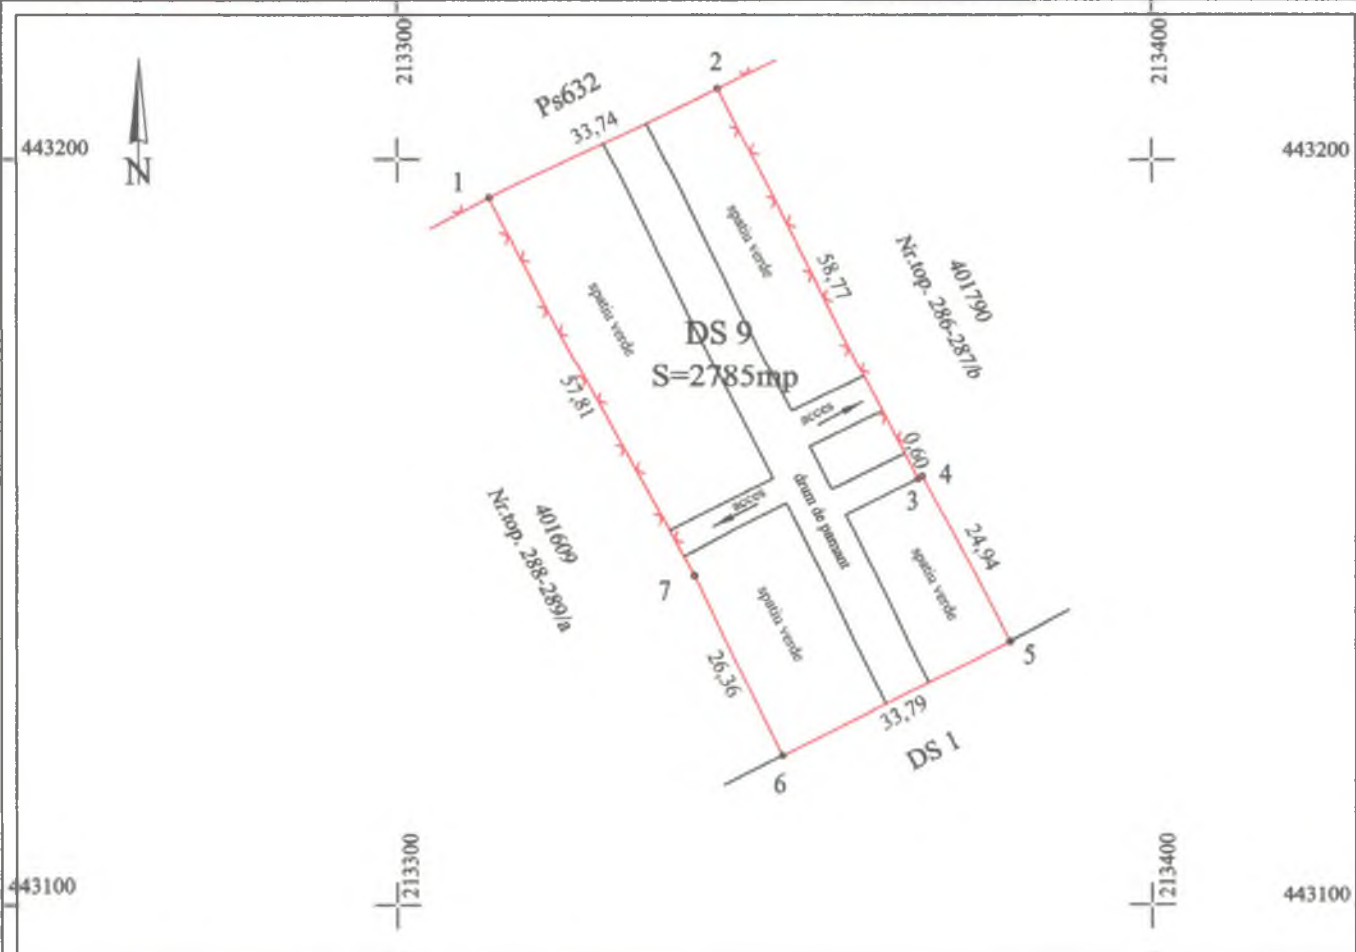 213300
213400
2
Ps632
33,74
443200
443200
N
1
spatiu verde
58,77
401790
Nr.top. 286-287/b
spatiu verde
DS 9
S=2785mp
57,81
acces
0,60
4
3
drum de pamant
acces
401609
Nr.top. 288-289/a
24,94
spatiu verde
7
spatiu verde
5
26,36
33,79
DS 1
6
213300
213400
443100
443100